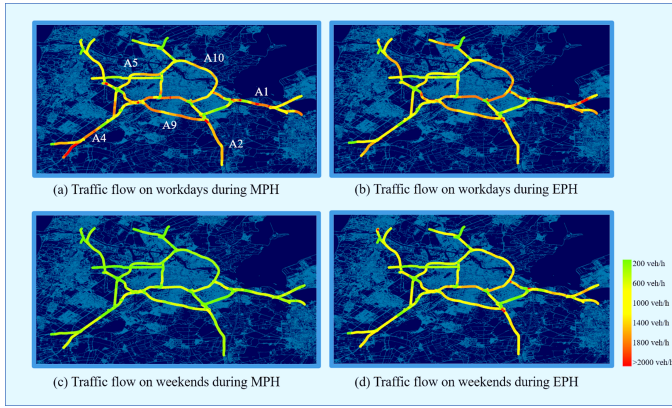 A5
A10
A1
A9
A4
A2
(a) Traffic flow on workdays during MPH
(b) Traffic flow on workdays during EPH
200 veh/h
600 veh/h
1000 veh/h
1400 veh/h
1800 veh/h
>2000 veh/h
(c) Traffic flow on weekends during MPH
(d) Traffic flow on weekends during EPH